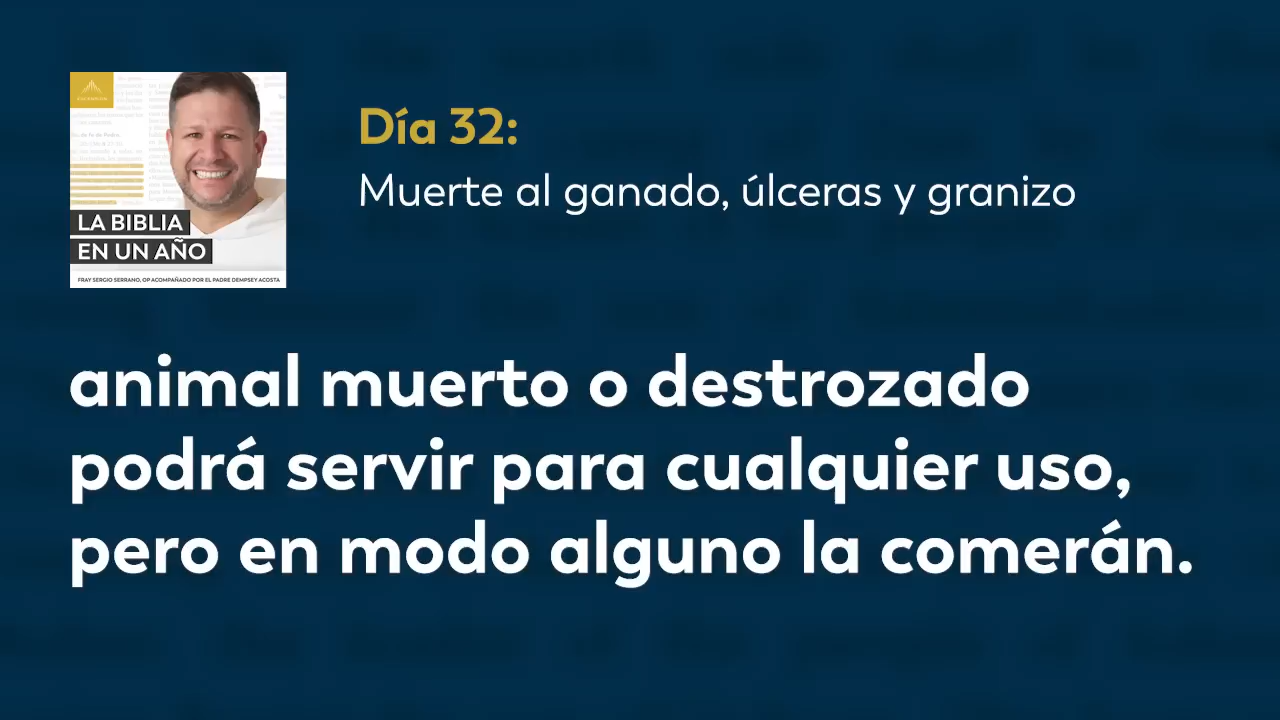 Día 32:
Muerte al ganado, úlceras y granizo
LA BIBLIA
EN UN AÑO
FRAY SERGIO SERRANO, OP ACOMPAÑADO POR EL PADRE DEMPSEY ACOSTA
animal muerto o destrozado
podrá servir para cualquier uso,
pero en modo alguno la comerán.